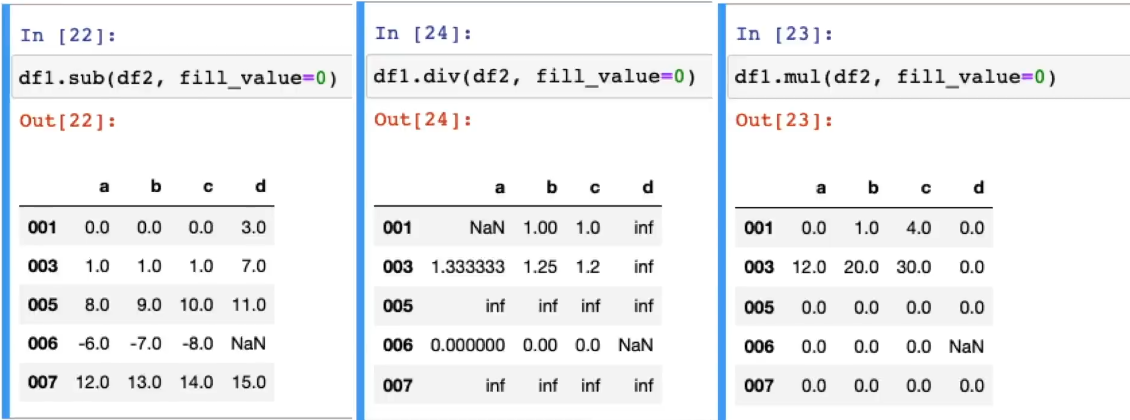 In [22]:
df1.sub(df2, fill_value=0)
Out[22]:
a b c d
001 0.0 0.0 0.0 3.0
003 1.0 1.0 1.0 7.0
005 8.0 9.0 10.0 11.0
006 -6.0 -7.0 -8.0 NaN
007 12.0 13.0 14.0 15.0
In [24]:
df1.div(df2, fill_value=0)
Out[24]:
a b c d
001 NaN 1.00 1.0 inf
003 1.333333 1.25 1.2 inf
005 inf inf inf inf
006 0.000000 0.00 0.0 NaN
007 inf inf inf inf
In [23]:
df1.mul(df2, fill_value=0)
Out[23]:
a b c d
001 0.0 1.0 4.0 0.0
003 12.0 20.0 30.0 0.0
005 0.0 0.0 0.0 0.0
006 0.0 0.0 0.0 NaN
007 0.0 0.0 0.0 0.0